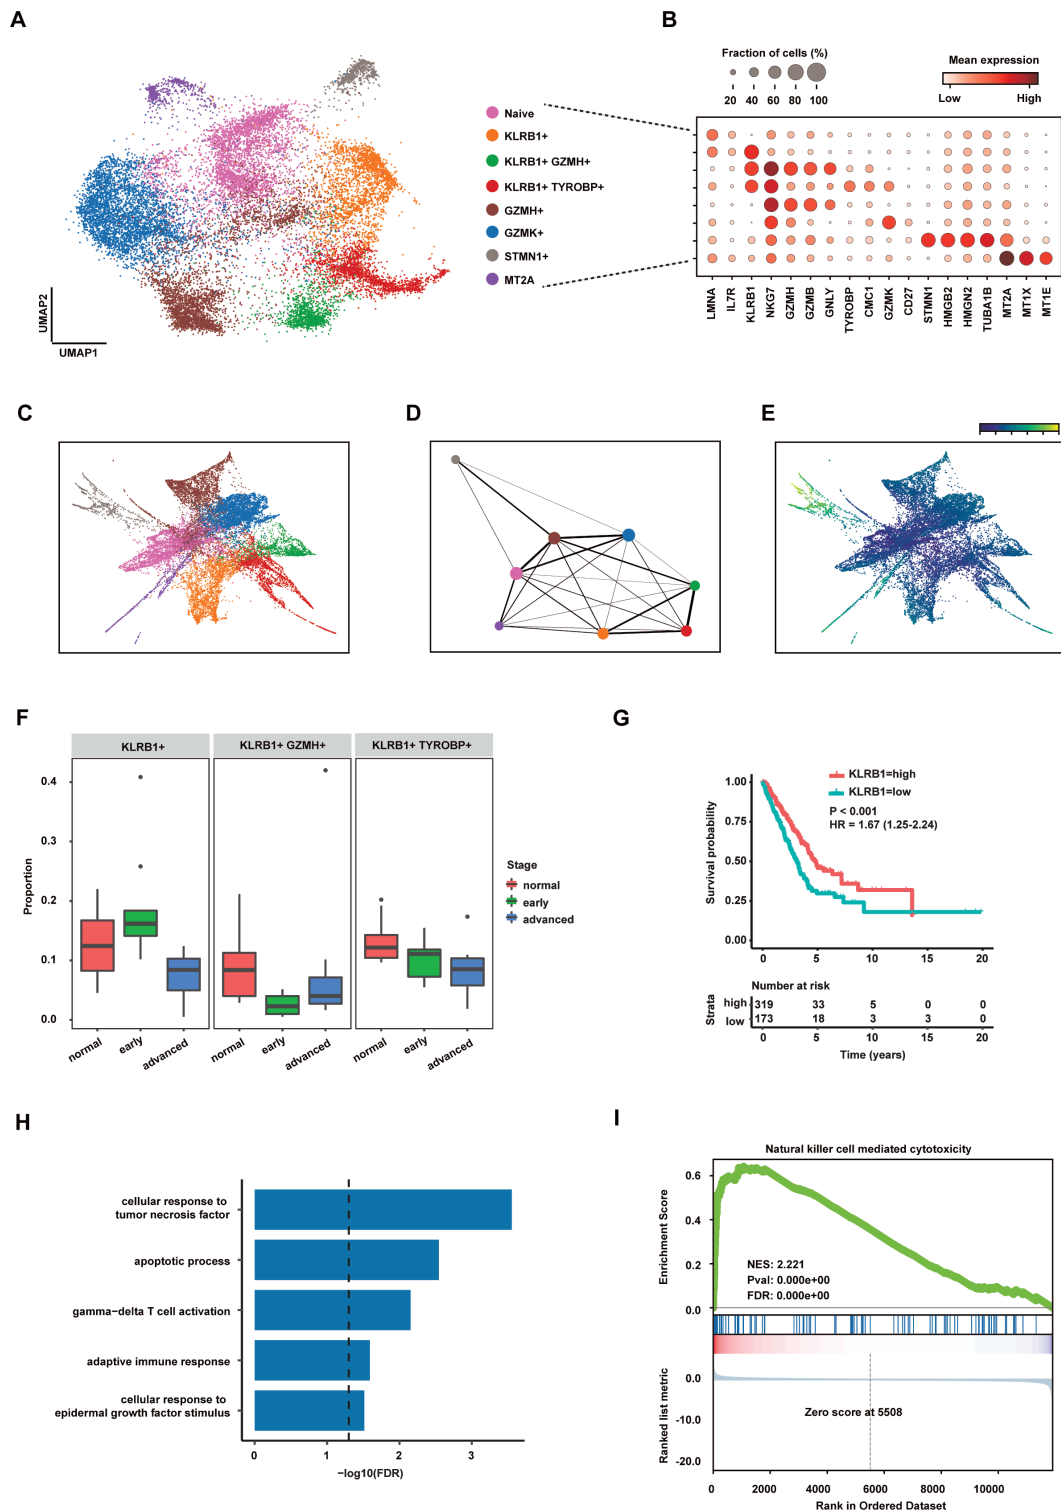 A
B
Fraction of cells (%)
20 40 60 80 100
Mean expression
Low High
Naive
KLRB1+
KLRB1+ GZMH+
KLRB1+ TYROBP+
GZMH+
GZMK+
STMN1+
MT2A
UMAP2
UMAP1
LMNA
IL7R
KLRB1
NKG7
GZMH
GZMB
GNLY
TYROBP
CMC1
GZMK
CD27
STMN1
HMGB2
HMGN2
TUBA1B
MT2A
MT1X
MT1E
C
D
E
F
KLRB1+
KLRB1+ GZMH+
KLRB1+ TYROBP+
Proportion
0.4
0.3
0.2
0.1
0.0
normal early advanced
normal early advanced
normal early advanced
Stage
normal
early
advanced
G
KLRB1=high
KLRB1=low
P < 0.001
HR = 1.67 (1.25-2.24)
Survival probability
1.00
0.75
0.50
0.25
0.00
0 5 10 15 20
Number at risk
Strata
high 319 33 5 0 0
low 173 18 3 3 0
0 5 10 15 20
Time (years)
H
cellular response to
tumor necrosis factor
apoptotic process
gamma−delta T cell activation
adaptive immune response
cellular response to
epidermal growth factor stimulus
0 1 2 3
−log10(FDR)
I
Natural killer cell mediated cytotoxicity
Enrichment Score
0.6
0.4
0.2
0.0
NES: 2.221
Pval: 0.000e+00
FDR: 0.000e+00
Ranked list metric
0.0
-10.0
-20.0
Zero score at 5508
0 2000 4000 6000 8000 10000
Rank in Ordered Dataset